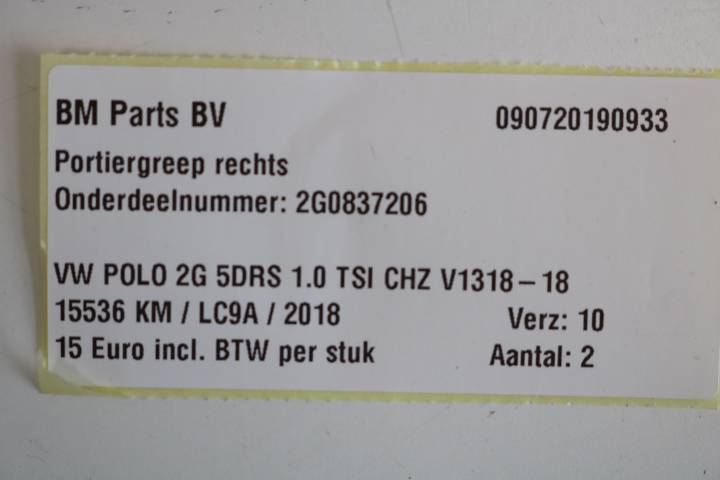 BM Parts BV 090720190933
Portiergreep rechts
Onderdeelnummer: 2G0837206
VW POLO 2G 5DRS 1.0 TSI CHZ V1318-18
15536 KM / LC9A / 2018 Verz: 10
15 Euro incl. BTW per stuk Aantal: 2